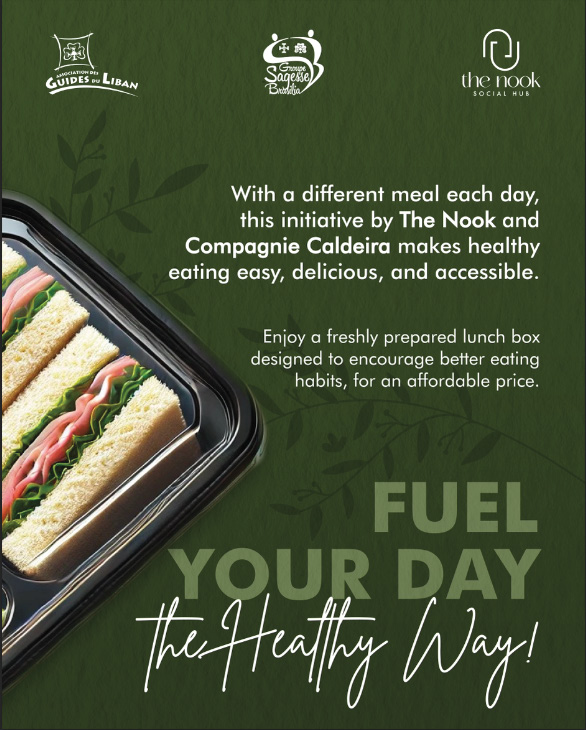 ASSOCIATION DES
GUIDES DU LIBAN
Groupe
Sagesse
Brasilia
the nook
SOCIAL HUB
With a different meal each day,
this initiative by The Nook and
Compagnie Caldeira makes healthy
eating easy, delicious, and accessible.
Enjoy a freshly prepared lunch box
designed to encourage better eating
habits, for an affordable price.
FUEL
YOUR DAY
the Healthy Way!